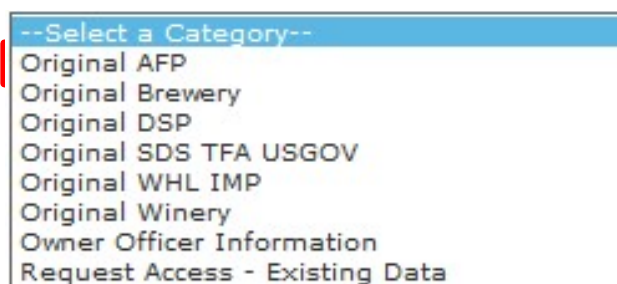 --Select a Category--
Original AFP
Original Brewery
Original DSP
Original SDS TFA USGOV
Original WHL IMP
Original Winery
Owner Officer Information
Request Access - Existing Data